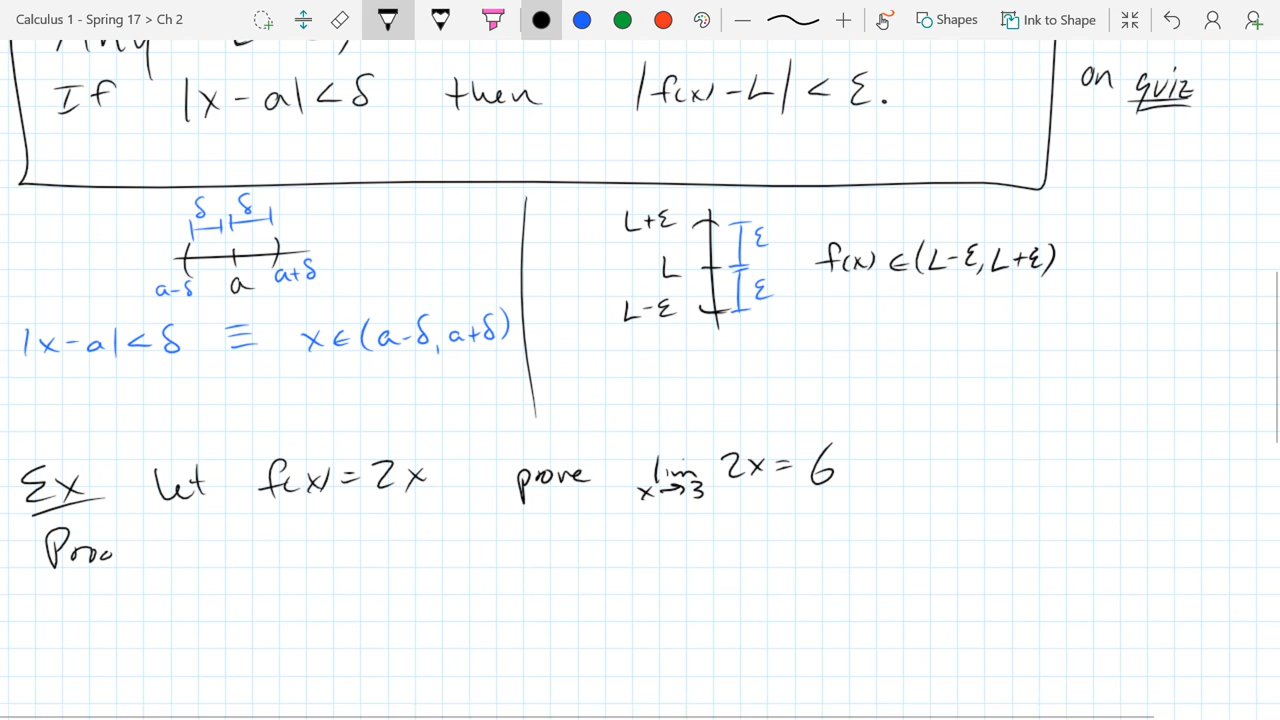 Calculus 1 - Spring 17 > Ch 2
Shapes
Ink to Shape
Any
If |x-a| < δ then |f(x)-L| < ε.
on quiz
δ δ
a-δ a a+δ
|x-a| < δ ≡ x ∈ (a-δ, a+δ)
L+ε
ε
L
ε
L-ε
f(x) ∈ (L-ε, L+ε)
Ex Let f(x) = 2x prove lim x→3 2x = 6
Proo